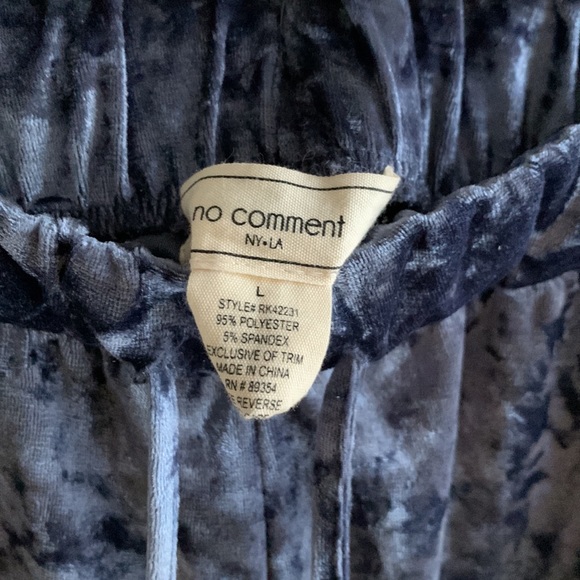 no comment
NY•LA
L
STYLE# RK42231
95% POLYESTER
5% SPANDEX
EXCLUSIVE OF TRIM
MADE IN CHINA
RN # 89354
REVERSE